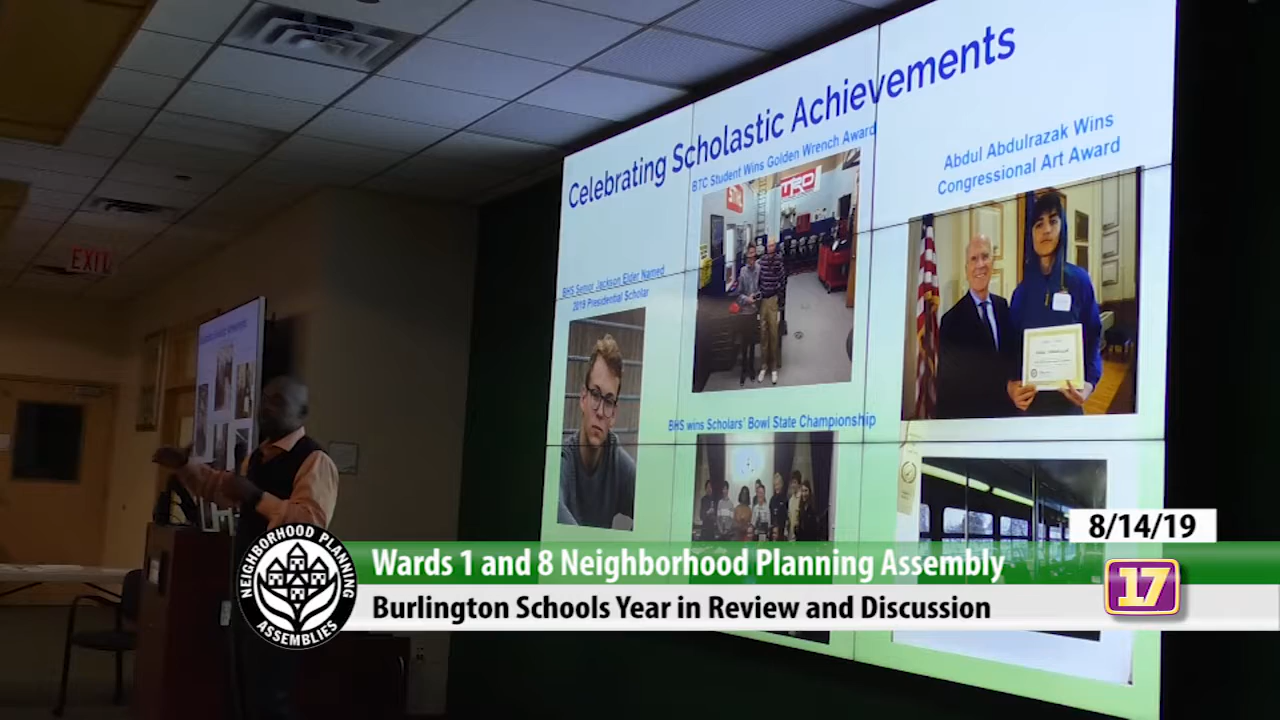 Celebrating Scholastic Achievements
BTC Student Wins Golden Wrench Award
Abdul Abdulrazak Wins
Congressional Art Award
BHS Senior Jackson Elder Named
2019 Presidential Scholar
TRD
BHS wins Scholars' Bowl State Championship
EXIT
8/14/19
NEIGHBORHOOD PLANNING
ASSEMBLIES
Wards 1 and 8 Neighborhood Planning Assembly
Burlington Schools Year in Review and Discussion
17